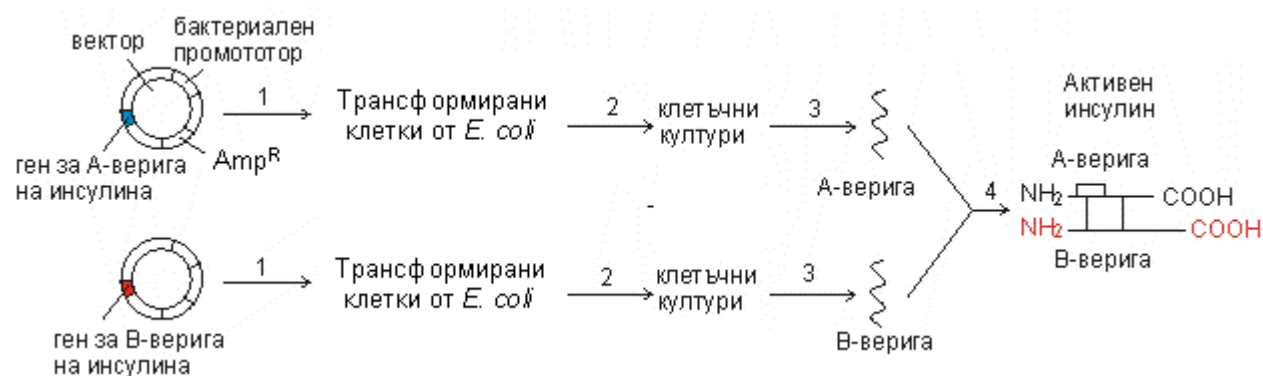 вектор
бактериален
промототор
1
Трансформирани
клетки от E. coli
2
клетъчни
култури
3
А-верига
ген за А-верига
на инсулина
AmpR
Активен
инсулин
А-верига
NH2
COOH
NH2
COOH
В-верига
4
-
1
Трансформирани
клетки от E. coli
2
клетъчни
култури
3
В-верига
ген за В-верига
на инсулина